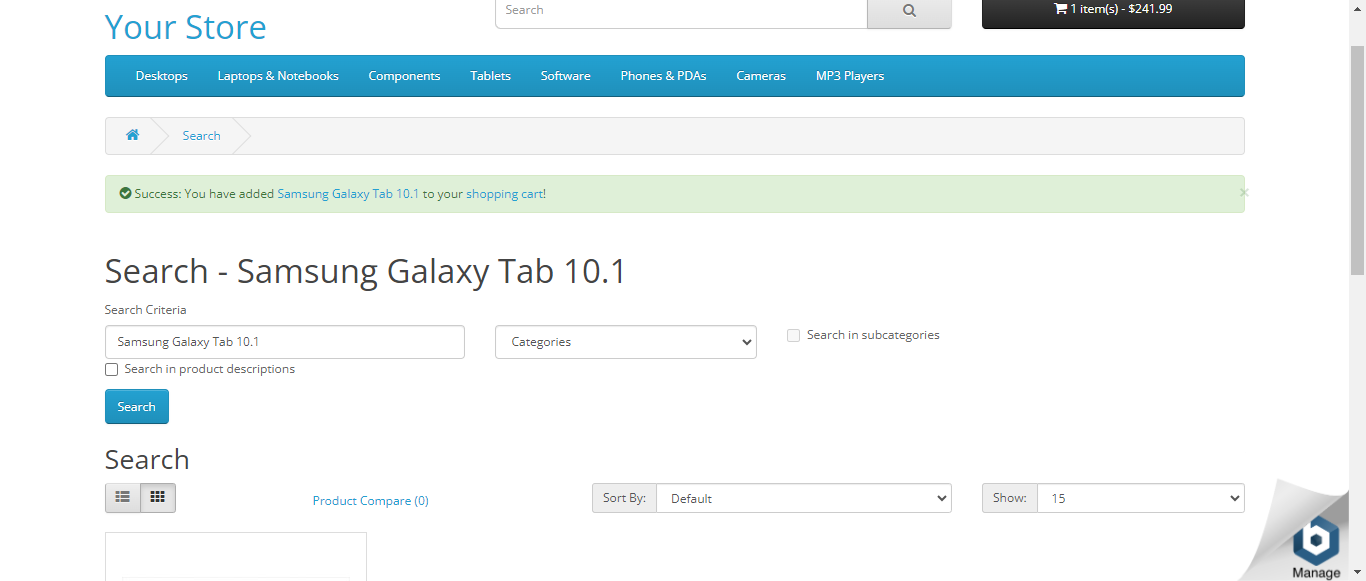 Your Store
Search
1 item(s) - $241.99
Desktops Laptops & Notebooks Components Tablets Software Phones & PDAs Cameras MP3 Players
Search
Success: You have added Samsung Galaxy Tab 10.1 to your shopping cart!
×
Search - Samsung Galaxy Tab 10.1
Search Criteria
Samsung Galaxy Tab 10.1
Categories
Search in subcategories
Search in product descriptions
Search
Search
Product Compare (0)
Sort By: Default
Show: 15
Manage